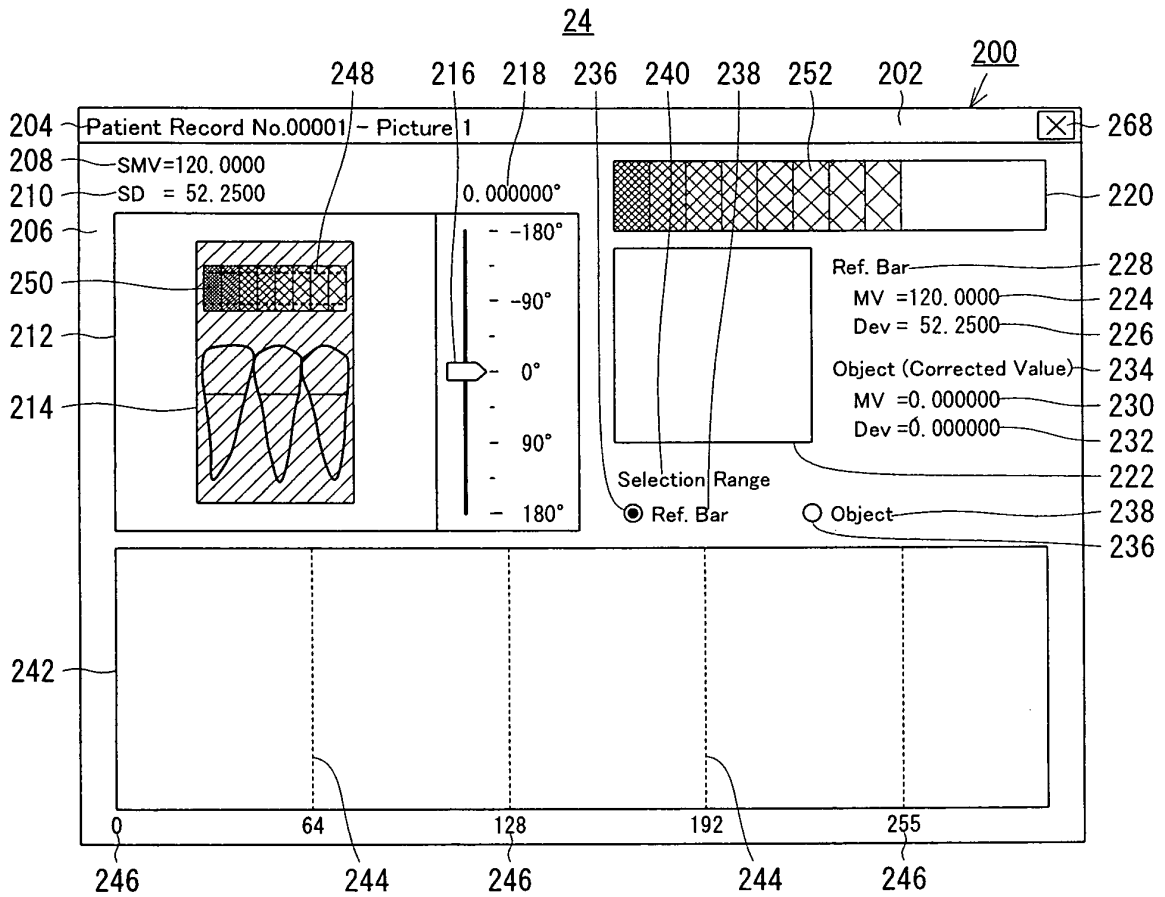 24
200
248 216 218 236 240 238 252 202
204 Patient Record No.00001 - Picture 1 268
208 SMV=120.0000
210 SD = 52.2500 0.000000° 220
206 -180°
250 -90°
212 0°
214 90°
180°
Ref. Bar 228
MV =120.0000 224
Dev = 52.2500 226
Object (Corrected Value) 234
MV =0.000000 230
Dev =0.000000 232
222
Selection Range
Ref. Bar Object 238
236
242
0 64 128 192 255
246 244 246 244 246